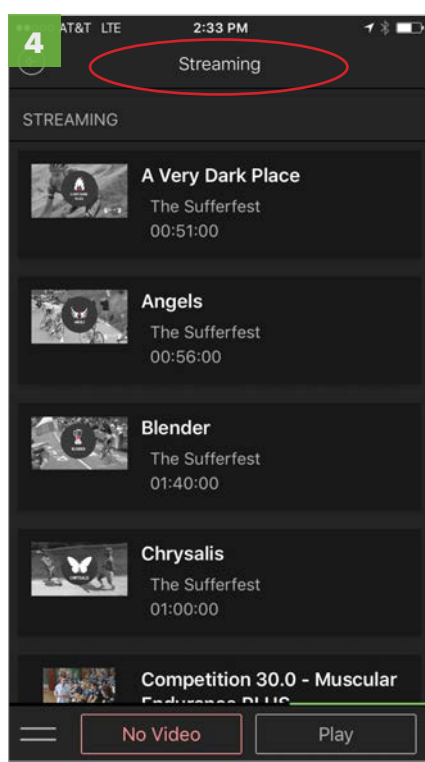 4
AT&T LTE 2:33 PM
Streaming
STREAMING
A Very Dark Place
The Sufferfest
00:51:00
Angels
The Sufferfest
00:56:00
Blender
The Sufferfest
01:40:00
Chrysalis
The Sufferfest
01:00:00
Competition 30.0 - Muscular
Endurance PLUS
No Video
Play